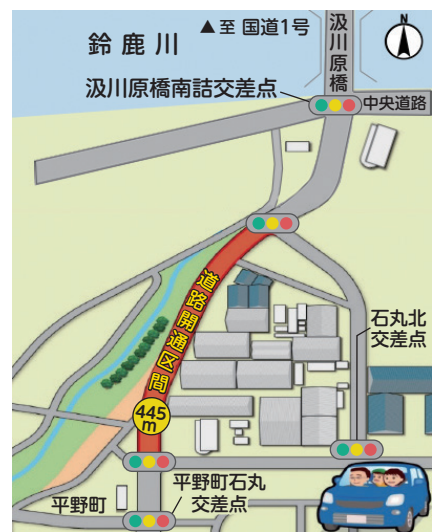 ▲至 国道1号
N
鈴鹿川
汲川原橋
汲川原橋南詰交差点
中央道路
道路開通区間
石丸北
交差点
445
m
平野町
平野町石丸
交差点